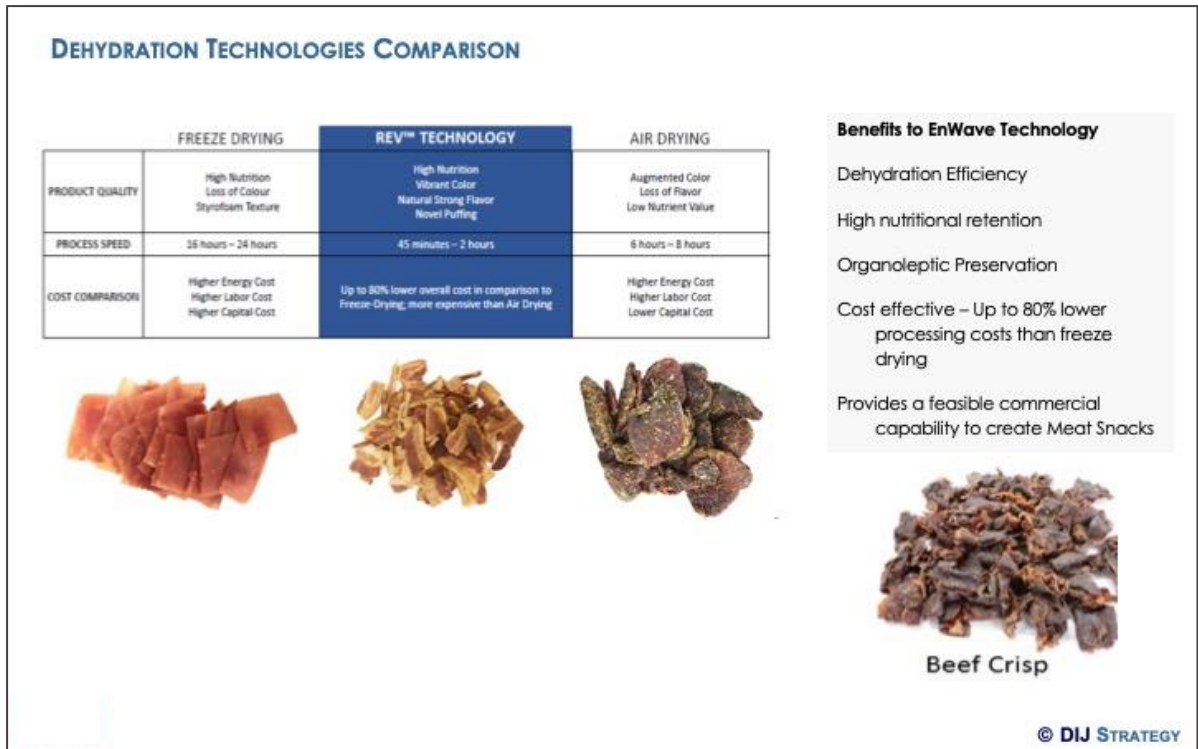 DEHYDRATION TECHNOLOGIES COMPARISON
FREEZE DRYING
REV™ TECHNOLOGY
AIR DRYING
PRODUCT QUALITY
High Nutrition
Loss of Colour
Styrofoam Texture
High Nutrition
Vibrant Color
Natural Strong Flavor
Novel Puffing
Augmented Color
Loss of Flavor
Low Nutrient Value
PROCESS SPEED
16 hours – 24 hours
45 minutes – 2 hours
6 hours – 8 hours
COST COMPARISON
Higher Energy Cost
Higher Labor Cost
Higher Capital Cost
Up to 80% lower overall cost in comparison to
Freeze-Drying; more expensive than Air Drying
Higher Energy Cost
Higher Labor Cost
Lower Capital Cost
Benefits to EnWave Technology
Dehydration Efficiency
High nutritional retention
Organoleptic Preservation
Cost effective – Up to 80% lower
processing costs than freeze
drying
Provides a feasible commercial
capability to create Meat Snacks
Beef Crisp
© DIJ STRATEGY